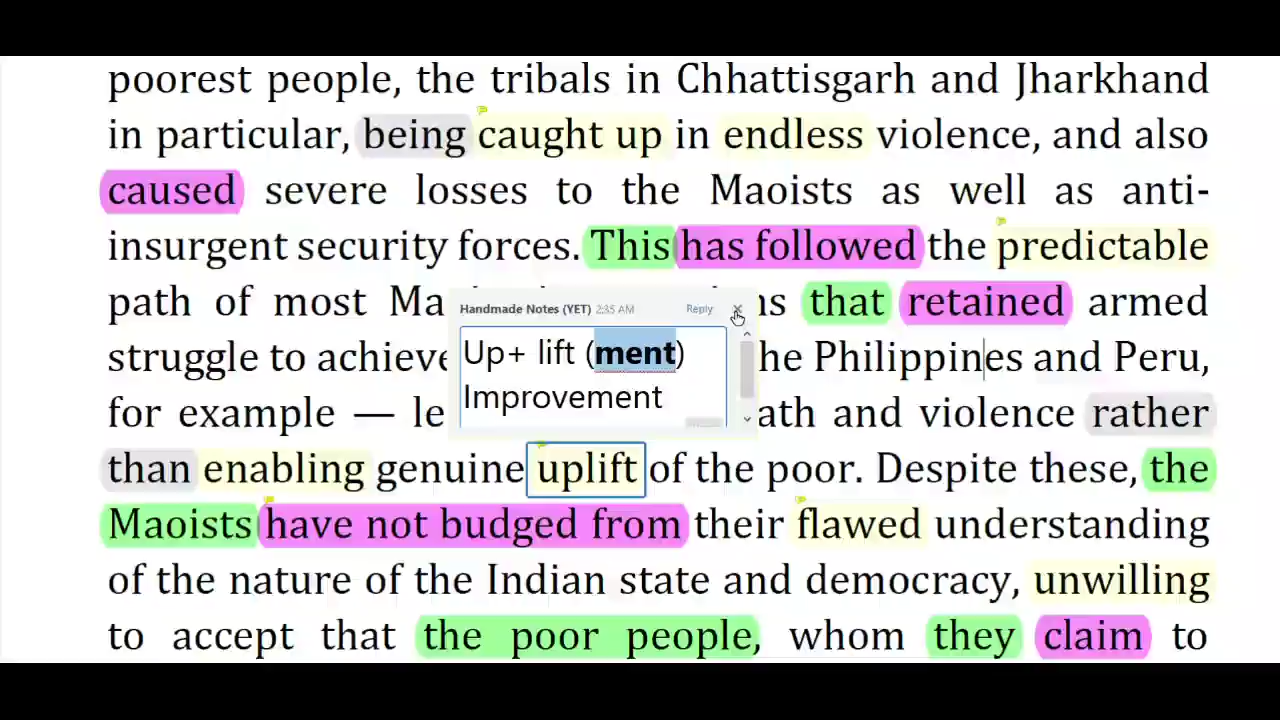 poorest people, the tribals in Chhattisgarh and Jharkhand
in particular, being caught up in endless violence, and also
caused severe losses to the Maoists as well as anti-
insurgent security forces. This has followed the predictable
path of most Ma ns that retained armed
struggle to achieve he Philippines and Peru,
for example — le ath and violence rather
than enabling genuine uplift of the poor. Despite these, the
Maoists have not budged from their flawed understanding
of the nature of the Indian state and democracy, unwilling
to accept that the poor people, whom they claim to
Handmade Notes (YET) 2:35 AM Reply
Up+ lift (ment)
Improvement